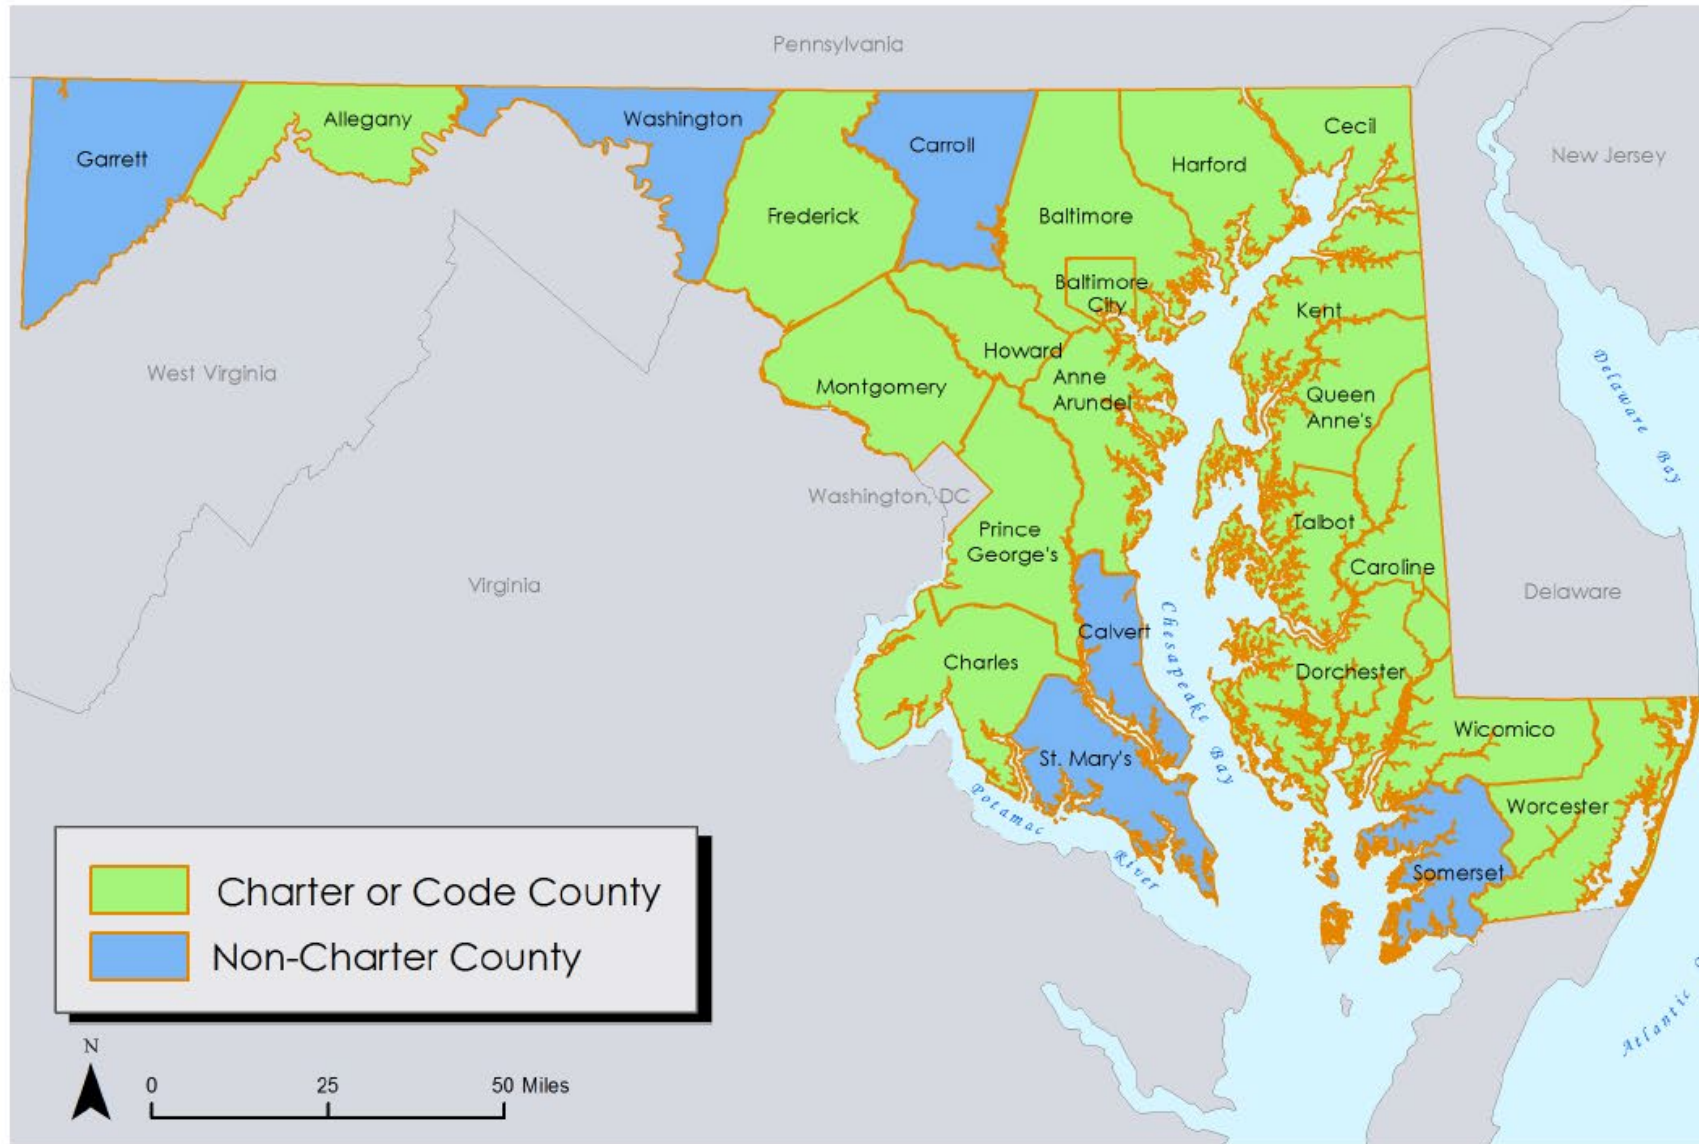 Pennsylvania
Garrett
Allegany
Washington
Frederick
Carroll
Baltimore
Harford
Cecil
New Jersey
Baltimore
City
Kent
Howard
Montgomery
Anne
Arundel
Queen
Anne's
West Virginia
Washington, DC
Prince
George's
Talbot
Caroline
Delaware Bay
Virginia
Delaware
Calvert
Charles
Chesapeake Bay
Dorchester
St. Mary's
Wicomico
Potamac
River
Worcester
Somerset
Atlantic
Charter or Code County
Non-Charter County
N
0 25 50 Miles